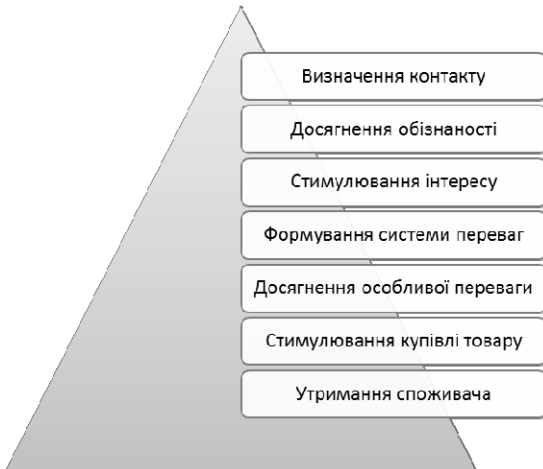 Визначення контакту
Досягнення обізнаності
Стимулювання інтересу
Формування системи переваг
Досягнення особливої переваги
Стимулювання купівлі товару
Утримання споживача